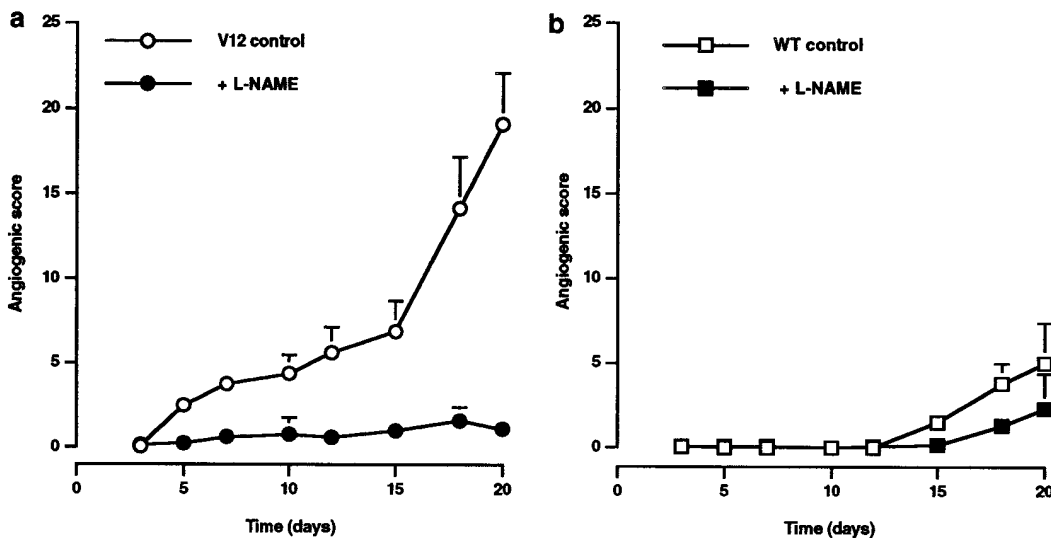 a
25
20
15
10
5
0
Angiogenic score
V12 control
+ L-NAME
0 5 10 15 20
Time (days)
b
25
20
15
10
5
0
Angiogenic score
WT control
+ L-NAME
0 5 10 15 20
Time (days)